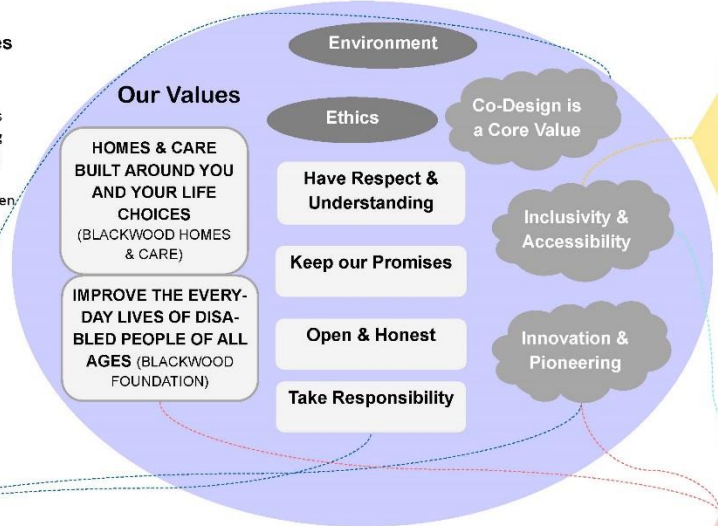 es
s
g
en
Our Values
HOMES & CARE
BUILT AROUND YOU
AND YOUR LIFE
CHOICES
(BLACKWOOD HOMES
& CARE)
IMPROVE THE EVERY-
DAY LIVES OF DISA-
BLED PEOPLE OF ALL
AGES (BLACKWOOD
FOUNDATION)
Environment
Ethics
Have Respect &
Understanding
Keep our Promises
Open & Honest
Take Responsibility
Co-Design is
a Core Value
Inclusivity &
Accessibility
Innovation &
Pioneering